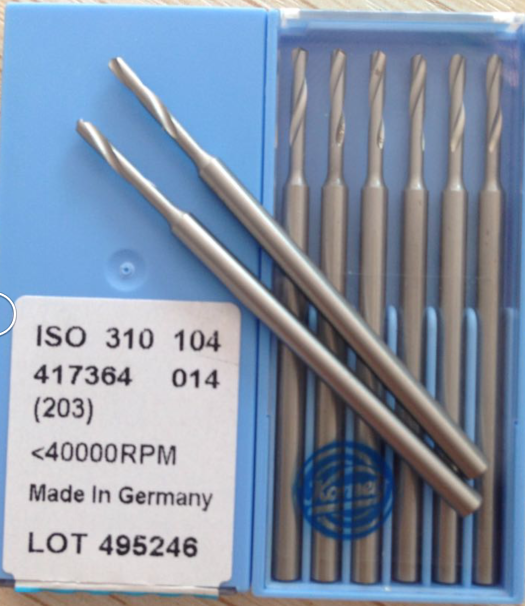 ISO 310 104
417364 014
(203)
<40000RPM
Made In Germany
LOT 495246